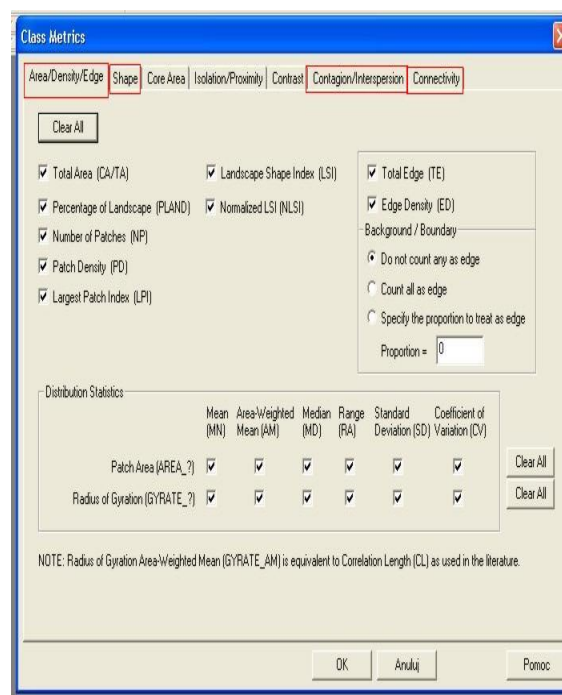 Class Metrics
Area/Density/Edge Shape Core Area Isolation/Proximity Contrast Contagion/Interspersion Connectivity
Clear All
Total Area (CA/TA)
Percentage of Landscape (PLAND)
Number of Patches (NP)
Patch Density (PD)
Largest Patch Index (LPI)
Landscape Shape Index (LSI)
Normalized LSI (NLSI)
Total Edge (TE)
Edge Density (ED)
Background / Boundary
Do not count any as edge
Count all as edge
Specify the proportion to treat as edge
Proportion = 0
Distribution Statistics
Mean Area-Weighted Median Range Standard Coefficient of
(MN) Mean (AM) (MD) (RA) Deviation (SD) Variation (CV)
Patch Area (AREA_?) Clear All
Radius of Gyration (GYRATE_?) Clear All
NOTE: Radius of Gyration Area-Weighted Mean (GYRATE_AM) is equivalent to Correlation Length (CL) as used in the literature.
OK Anuluj Pomoc